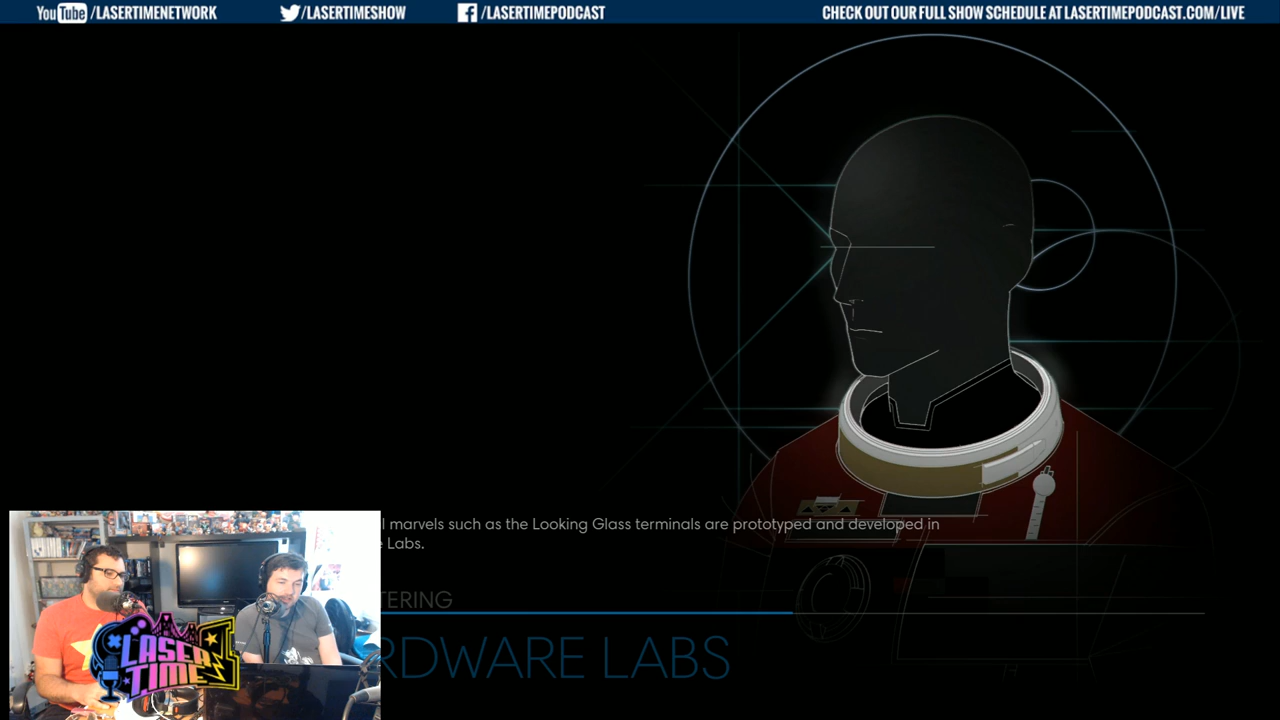 YouTube /LASERTIMENETWORK
/LASERTIMESHOW
/LASERTIMEPODCAST
CHECK OUT OUR FULL SHOW SCHEDULE AT LASERTIMEPODCAST.COM/LIVE
marvels such as the Looking Glass terminals are prototyped and developed in
Labs.
TERING
RDWARE LABS
LASER
TIME